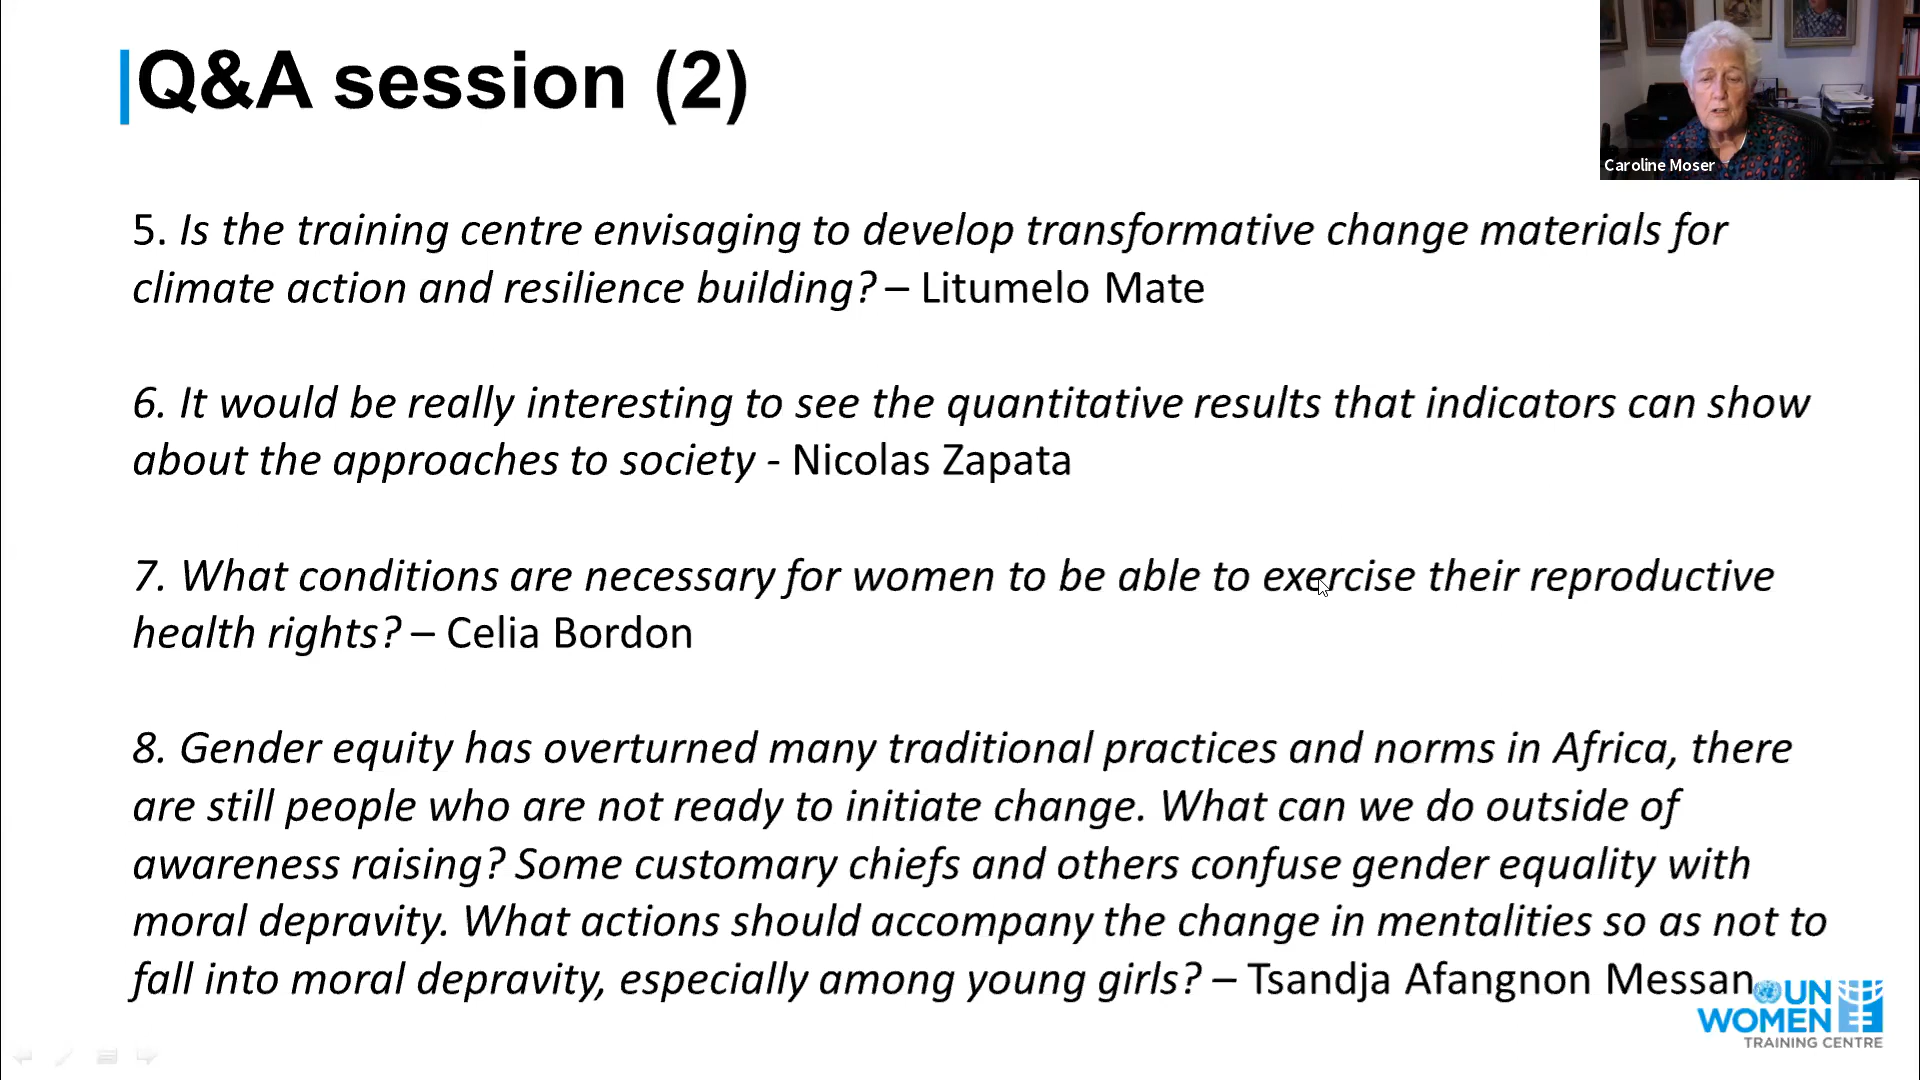 Q&A session (2)
Caroline Moser
5. Is the training centre envisaging to develop transformative change materials for
climate action and resilience building? – Litumelo Mate
6. It would be really interesting to see the quantitative results that indicators can show
about the approaches to society - Nicolas Zapata
7. What conditions are necessary for women to be able to exercise their reproductive
health rights? – Celia Bordon
8. Gender equity has overturned many traditional practices and norms in Africa, there
are still people who are not ready to initiate change. What can we do outside of
awareness raising? Some customary chiefs and others confuse gender equality with
moral depravity. What actions should accompany the change in mentalities so as not to
fall into moral depravity, especially among young girls? – Tsandja Afangnon Messan
UN
WOMEN
TRAINING CENTRE